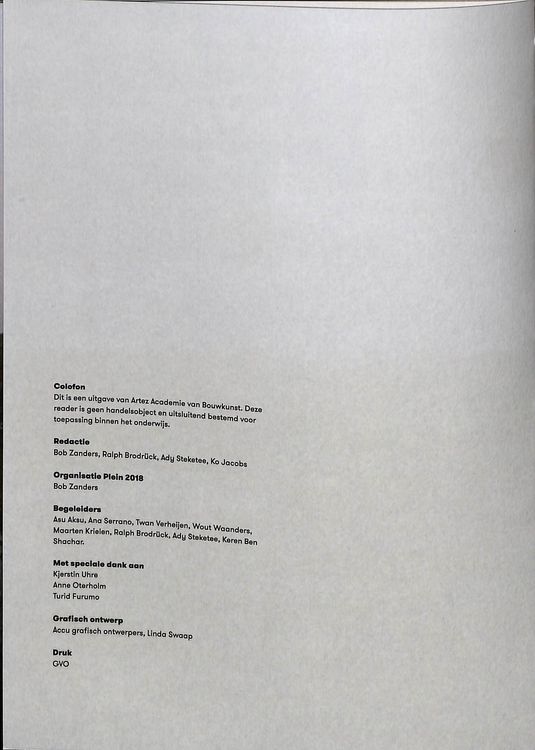 Colofon
Dit is een uitgave van Artez Academie van Bouwkunst. Deze
reader is geen handelsobject en uitsluitend bestemd voor
toepassing binnen het onderwijs.
Redactie
Bob Zanders, Ralph Brodrück, Ady Steketee, Ko Jacobs
Organisatie Plein 2018
Bob Zanders
Begeleiders
Asu Aksu, Ana Serrano, Twan Verheijen, Wout Waanders,
Maarten Krielen, Ralph Brodrück, Ady Steketee, Keren Ben
Shachar.
Met speciale dank aan
Kjerstin Uhre
Anne Oterholm
Turid Furumo
Grafisch ontwerp
Accu grafisch ontwerpers, Linda Swaap
Druk
GVO